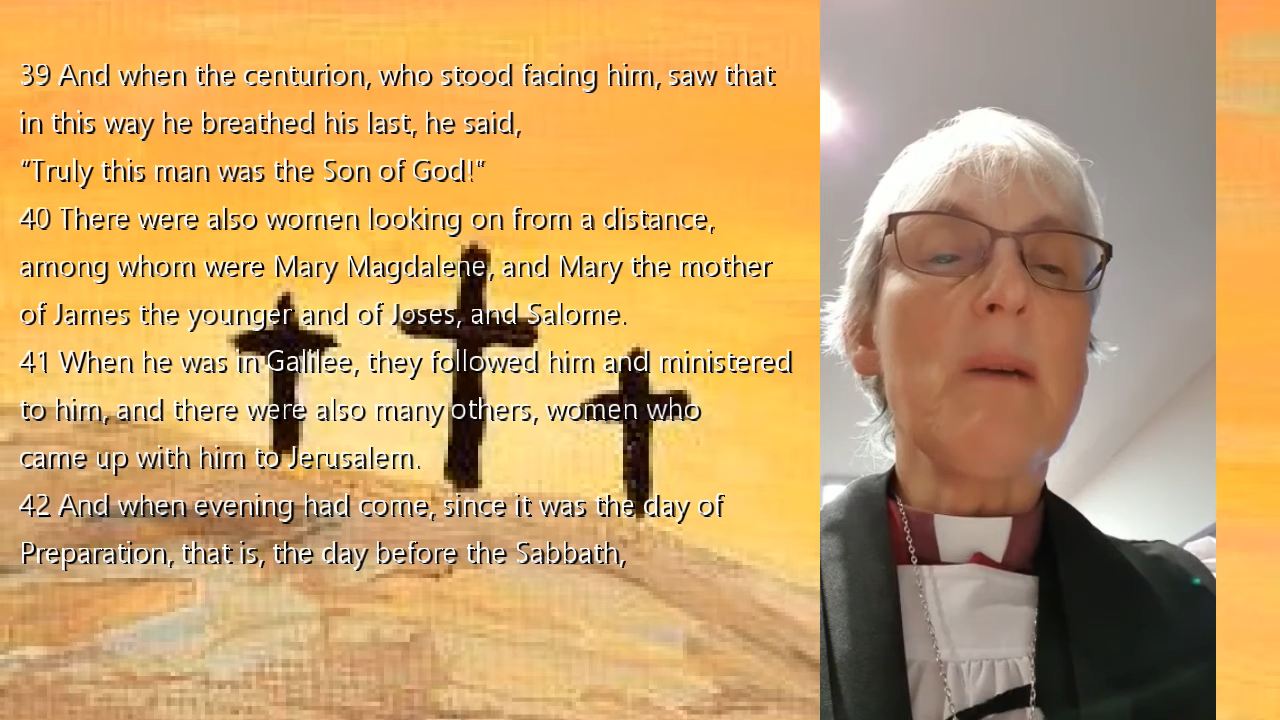 39 And when the centurion, who stood facing him, saw that
in this way he breathed his last, he said,
“Truly this man was the Son of God!"
40 There were also women looking on from a distance,
among whom were Mary Magdalene, and Mary the mother
of James the younger and of Joses, and Salome.
41 When he was in Galilee, they followed him and ministered
to him, and there were also many others, women who
came up with him to Jerusalem.
42 And when evening had come, since it was the day of
Preparation, that is, the day before the Sabbath,